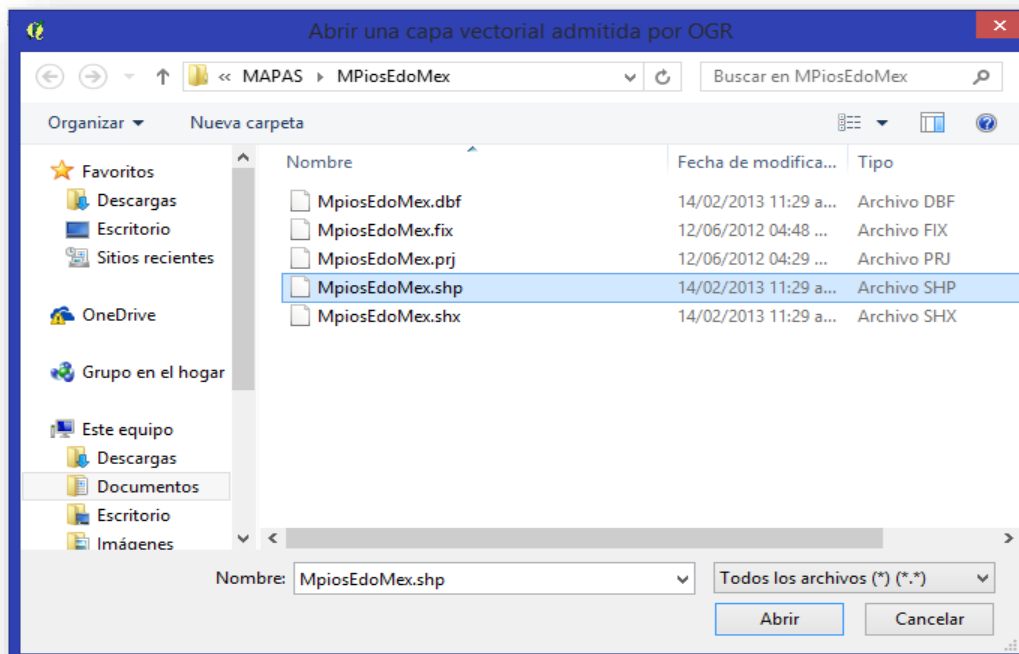 Abrir una capa vectorial admitida por OGR
« MAPAS MPiosEdoMex
Buscar en MPiosEdoMex
Organizar
Nueva carpeta
Favoritos
Descargas
Escritorio
Sitios recientes
OneDrive
Grupo en el hogar
Este equipo
Descargas
Documentos
Escritorio
Imágenes
Nombre Fecha de modifica... Tipo
MpiosEdoMex.dbf 14/02/2013 11:29 a... Archivo DBF
MpiosEdoMex.fix 12/06/2012 04:48 ... Archivo FIX
MpiosEdoMex.prj 12/06/2012 04:29 ... Archivo PRJ
MpiosEdoMex.shp 14/02/2013 11:29 a... Archivo SHP
MpiosEdoMex.shx 14/02/2013 11:29 a... Archivo SHX
Nombre: MpiosEdoMex.shp
Todos los archivos (*) (*.*)
Abrir
Cancelar